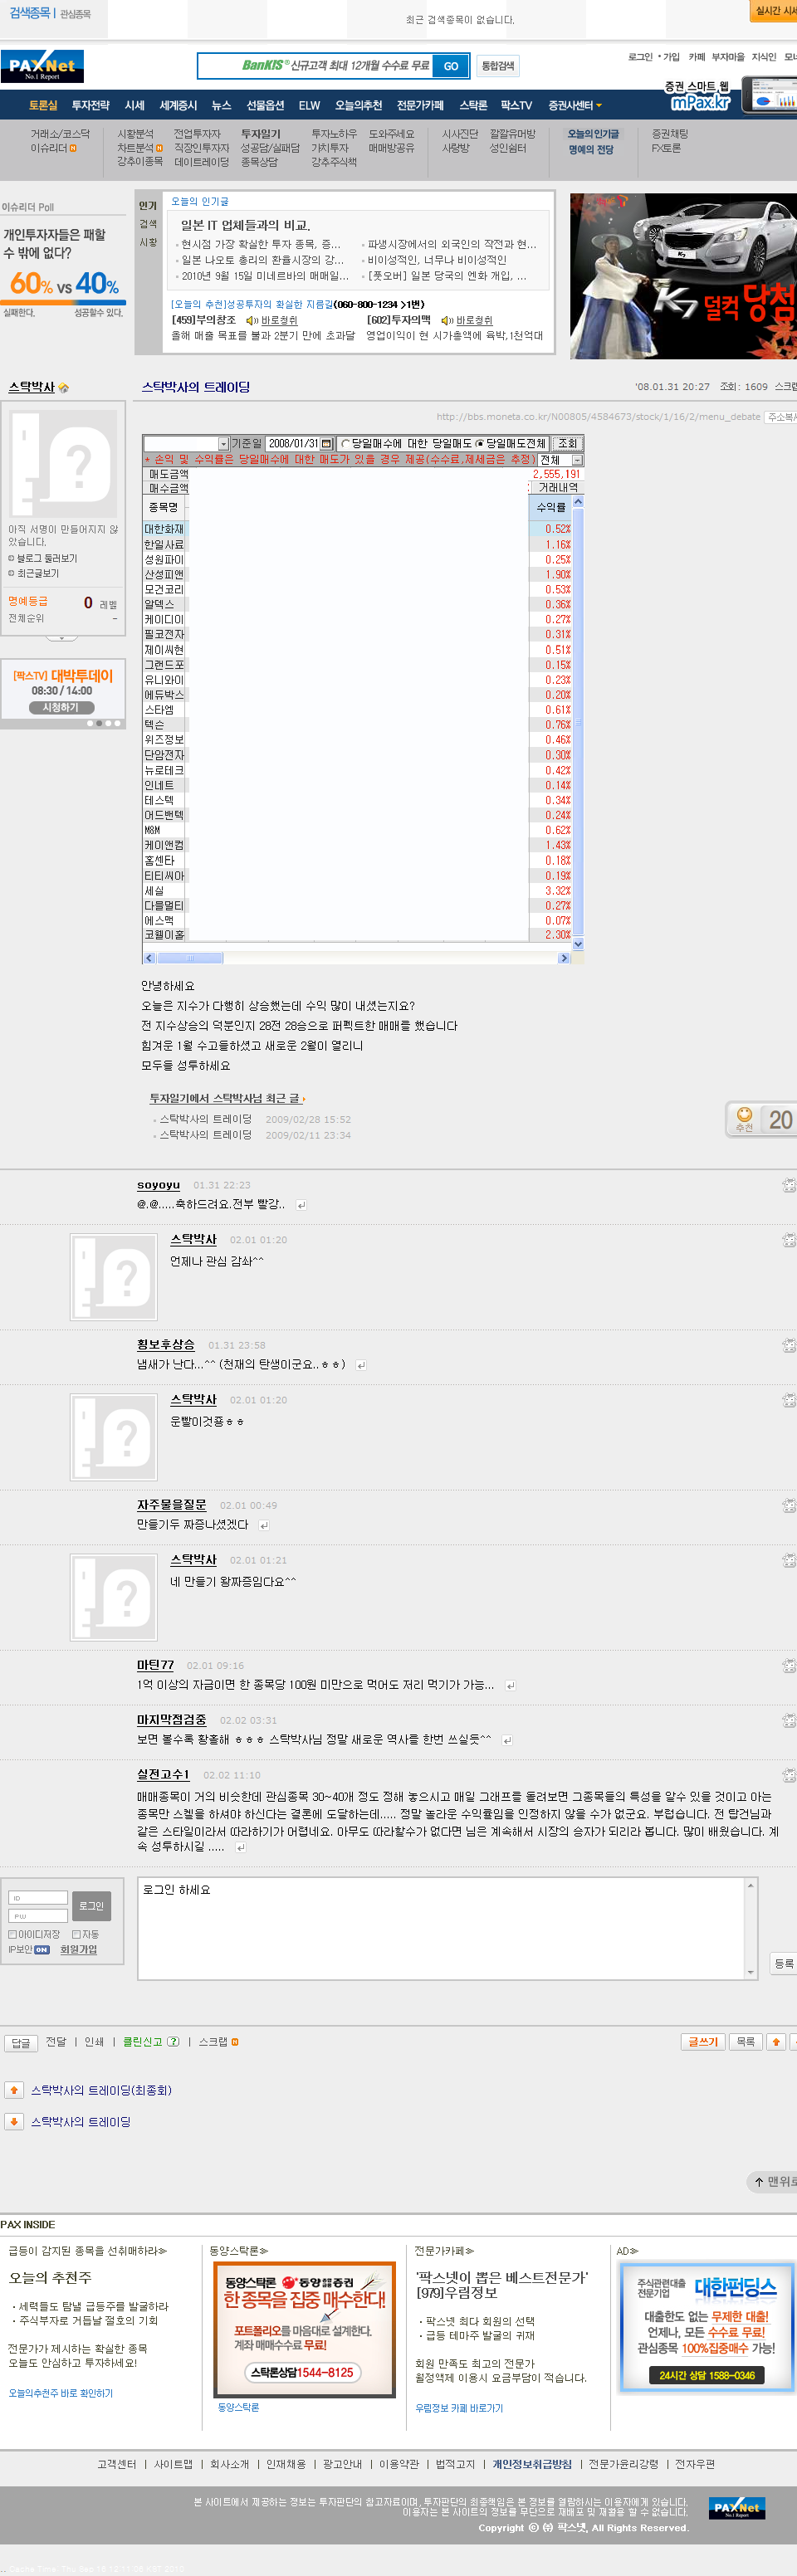 검색종목 | 관심종목
최근 검색종목이 없습니다.
실시간 시세
PAXNet
No.1 Report
BanKIS® 신규고객 최대 12개월 수수료 무료
GO
통합검색
로그인 • 가입 카페 부자마을 지식인
증권 스마트 웹
mPax.kr
토론실 투자전략 시세 세계증시 뉴스 선물옵션 ELW 오늘의추천 전문가카페 스탁론 팍스TV 증권사센터
거래소/코스닥 시황분석 전업투자자 투자일기 투자노하우 도와주세요 시사진단 깔깔유머방 오늘의인기글 증권채팅
이슈리더 차트분석 직장인투자자 성공담/실패담 가치투자 매매방공유 사랑방 성인쉼터 명예의 전당 FX토론
강추이종목 데이트레이딩 종목상담 강추주식책
이슈리더 Poll
개인투자자는 패할
수 밖에 없다?
60% vs 40%
실패한다. 성공할수 있다.
인기
검색
시황
오늘의 인기글
일본 IT 업체들과의 비교.
현시점 가장 확실한 투자 종목, 증...
파생시장에서의 외국인의 작전과 현...
일본 나오토 총리의 환율시장의 강...
비이성적인, 너무나 비이성적인
2010년 9월 15일 미네르바의 매매일...
[풋오버] 일본 당국의 엔화 개입, ...
[오늘의 추천]성공투자의 확실한 지름길(060-800-1234 >1번)
[459]부의창조 바로청취 [602]투자의맥 바로청취
올해 매출 목표를 불과 2분기 만에 초과달 영업이익이 현 시가총액에 육박,1천억대
K7
덜컥 당첨
스탁박사
스탁박사의 트레이딩
'08.01.31 20:27 조회: 1609 스크랩
http://bbs.moneta.co.kr/N00805/4584673/stock/1/16/2/menu_debate 주소복사
아직 서명이 만들어지지 않
았습니다.
블로그 둘러보기
최근글보기
명예등급 0 레벨
전체순위 -
[팍스TV] 대박투데이
08:30 / 14:00
시청하기
기준일 2008/01/31 당일매수에 대한 당일매도 당일매도전체 조회
* 손익 및 수익률은 당일매수에 대한 매도가 있을 경우 제공(수수료,제세금은 추정) 전체
매도금액 2,555,191
매수금액 거래내역
종목명 수익률
대한화재 0.52%
한일사료 1.16%
성원파이 0.25%
산성피앤 1.90%
모건코리 0.53%
알덱스 0.36%
케이디이 0.27%
필코전자 0.31%
제이씨현 0.51%
그랜드포 0.15%
유니와이 0.23%
에듀박스 0.20%
스타엠 0.61%
텍슨 0.76%
위즈정보 0.46%
단암전자 0.30%
뉴로테크 0.42%
인네트 0.14%
테스텍 0.34%
어드밴텍 0.24%
M&M 0.62%
케이앤컴 1.43%
홈센타 0.18%
티티씨아 0.19%
세실 3.32%
다믈멀티 0.27%
에스맥 0.07%
코웰이홀 2.30%
안녕하세요
오늘은 지수가 다행히 상승했는데 수익 많이 내셨는지요?
전 지수상승의 덕분인지 28전 28승으로 퍼펙트한 매매를 했습니다
힘겨운 1월 수고들하셨고 새로운 2월이 열리니
모두들 성투하세요
투자일기에서 스탁박사님 최근 글
스탁박사의 트레이딩 2009/02/28 15:52
스탁박사의 트레이딩 2009/02/11 23:34
추천 20
soyoyu 01.31 22:23
@.@.....축하드려요.전부 빨강..
스탁박사 02.01 01:20
언제나 관심 감솨^^
황보후상승 01.31 23:58
냄새가 난다...^^ (천재의 탄생이군요..ㅎㅎ)
스탁박사 02.01 01:20
운빨이것죵ㅎㅎ
자주물을질문 02.01 00:49
만들기두 짜증나셨겠다
스탁박사 02.01 01:21
네 만들기 왕짜증임다요^^
마틴77 02.01 09:16
1억 이상의 자금이면 한 종목당 100원 미만으로 먹어도 저리 먹기가 가능...
마지막점검중 02.02 03:31
보면 볼수록 황홀해 ㅎㅎㅎ 스탁박사님 정말 새로운 역사를 한번 쓰실듯^^
실전고수1 02.02 11:10
매매종목이 거의 비슷한데 관심종목 30~40개 정도 정해 놓으시고 매일 그래프를 돌려보면 그종목들의 특성을 알수 있을 것이고 아는
종목만 스켈을 하셔야 하신다는 결론에 도달하는데..... 정말 놀라운 수익률임을 인정하지 않을 수가 없군요. 부럽습니다. 전 탑건님과
같은 스타일이라서 따라하기가 어렵네요. 아무도 따라할수가 없다면 님은 계속해서 시장의 승자가 되리라 봅니다. 많이 배웠습니다. 계
속 성투하시길 .....
ID
PW
로그인
아이디저장 자동
IP보안 ON 회원가입
로그인 하세요
등록
답글 전달 | 인쇄 | 클린신고 ? | 스크랩
글쓰기 목록
스탁박사의 트레이딩(최종회)
스탁박사의 트레이딩
맨위로
PAX INSIDE
급등이 감지된 종목을 선취매하라≫
오늘의 추천주
· 세력들도 탐낼 급등주를 발굴하라
· 주식부자로 거듭날 절호의 기회
전문가가 제시하는 확실한 종목
오늘도 안심하고 투자하세요!
오늘의추천주 바로 확인하기
동양스탁론≫
동양스탁론 동양종합금융증권
한 종목을 집중 매수한다!
포트폴리오를 마음대로 설계한다.
계좌 매매수수료 무료!
스탁론상담1544-8125
동양스탁론
전문가카페≫
'팍스넷이 뽑은 베스트전문가'
[979]우림정보
· 팍스넷 최다 회원의 선택
· 급등 테마주 발굴의 귀재
회원 만족도 최고의 전문가
월정액제 이용시 요금부담이 적습니다.
우림정보 카페 바로가기
AD≫
주식관련대출
전문기업 대한펀딩스
대출한도 없는 무제한 대출!
언제나, 모든 수수료 무료!
관심종목 100%집중매수 가능!
24시간 상담 1588-0346
고객센터 | 사이트맵 | 회사소개 | 인재채용 | 광고안내 | 이용약관 | 법적고지 | 개인정보취급방침 | 전문가윤리강령 | 전자우편
본 사이트에서 제공하는 정보는 투자판단의 참고자료이며, 투자판단의 최종책임은 본 정보를 열람하시는 이용자에게 있습니다.
이용자는 본 사이트의 정보를 무단으로 재배포 및 재활용 할 수 없습니다.
Copyright ⓒ ㈜ 팍스넷, All Rights Reserved.
PAXNet
No.1 Report